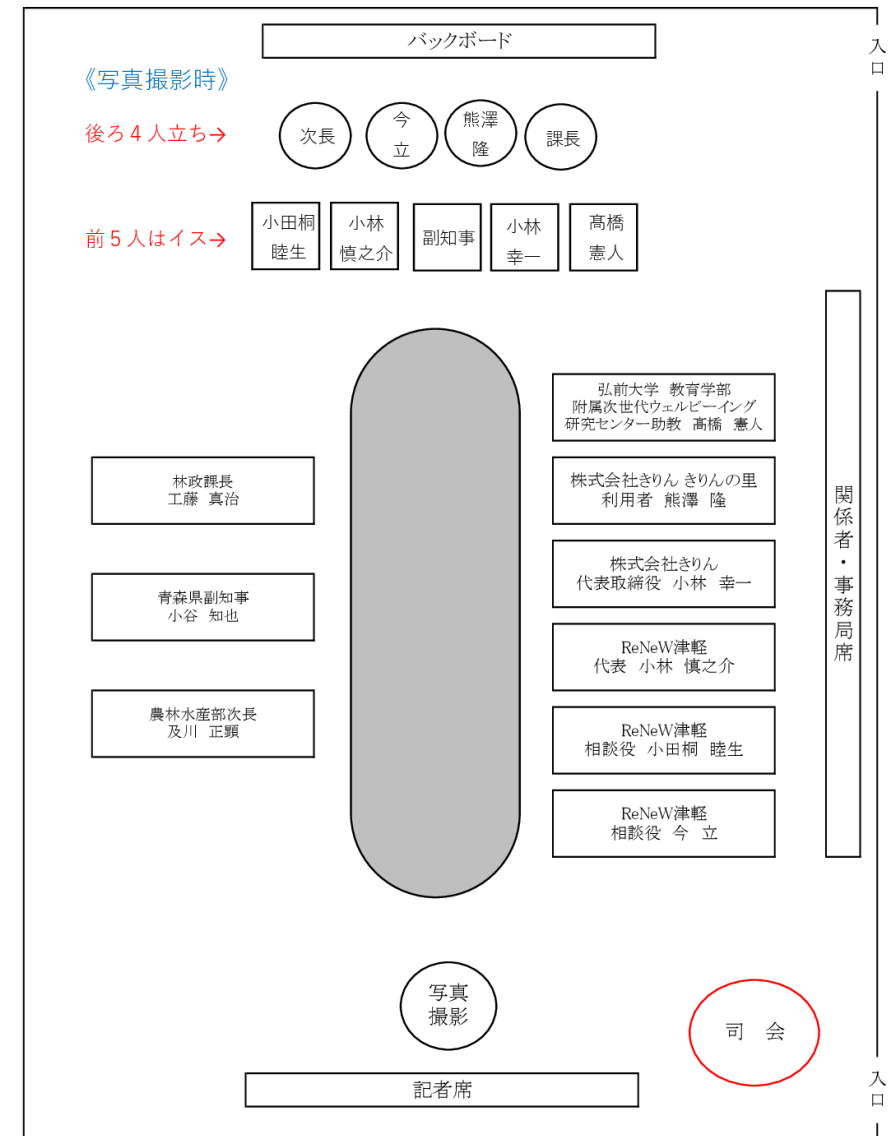 バックボード
入
口
《写真撮影時》
後ろ4人立ち→
次長
今
立
熊澤
隆
課長
前5人はイス→
小田桐
睦生
小林
慎之介
副知事
小林
幸一
髙橋
憲人
弘前大学 教育学部
附属次世代ウェルビーイング
研究センター助教 髙橋 憲人
株式会社きりん きりんの里
利用者 熊澤 隆
株式会社きりん
代表取締役 小林 幸一
ReNeW津軽
代表 小林 慎之介
ReNeW津軽
相談役 小田桐 睦生
ReNeW津軽
相談役 今 立
林政課長
工藤 真治
青森県副知事
小谷 知也
農林水産部次長
及川 正顕
関係者・事務局席
写真
撮影
司 会
記者席
入
口